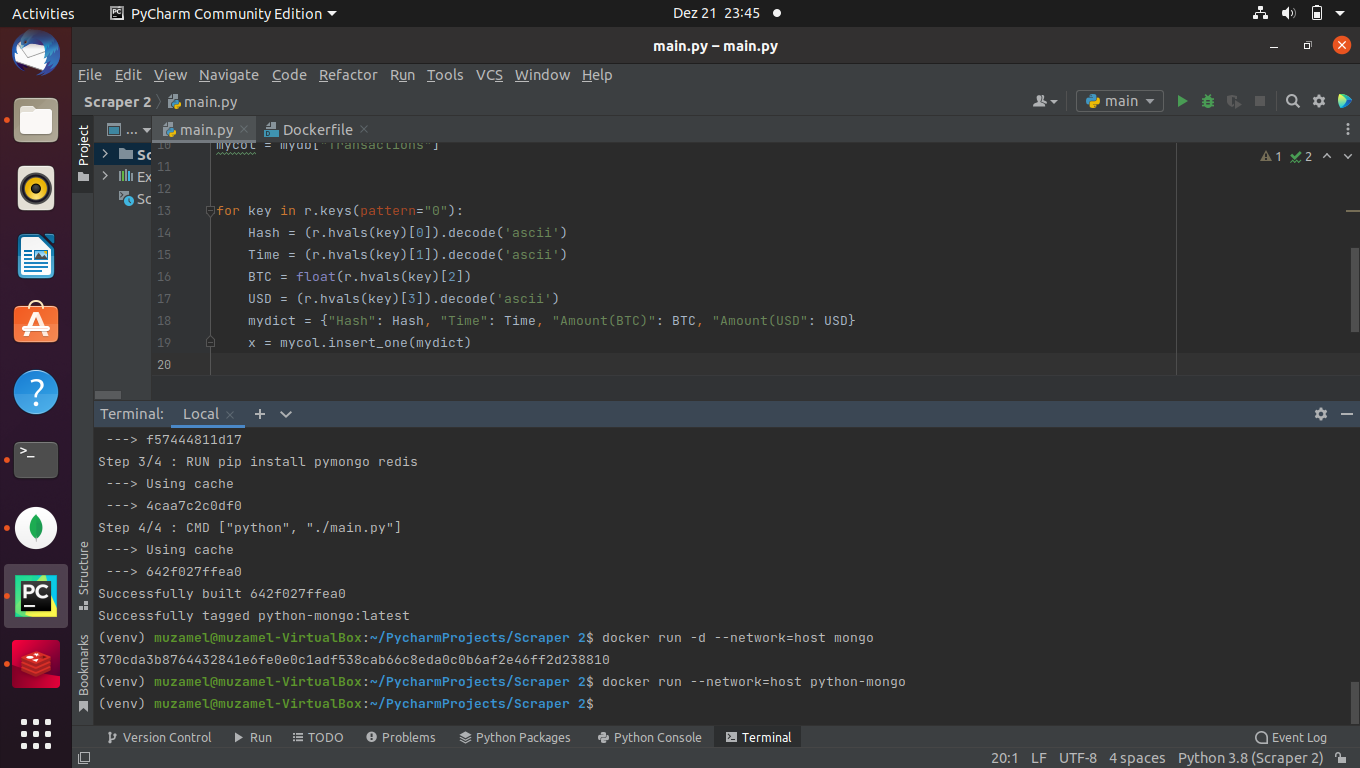 Activities PyCharm Community Edition Dez 21 23:45
main.py – main.py
File Edit View Navigate Code Refactor Run Tools VCS Window Help
Scraper 2 main.py main
Project ... main.py Dockerfile
10 mycol = mydb["Transactions"]
Sc
11 1 2
Ex
12
Sc
13 for key in r.keys(pattern="0"):
14 Hash = (r.hvals(key)[0]).decode('ascii')
15 Time = (r.hvals(key)[1]).decode('ascii')
16 BTC = float(r.hvals(key)[2])
17 USD = (r.hvals(key)[3]).decode('ascii')
18 mydict = {"Hash": Hash, "Time": Time, "Amount(BTC)": BTC, "Amount(USD": USD}
19 x = mycol.insert_one(mydict)
20
Terminal: Local
---> f57444811d17
Step 3/4 : RUN pip install pymongo redis
---> Using cache
---> 4caa7c2c0df0
Step 4/4 : CMD ["python", "./main.py"]
---> Using cache
---> 642f027ffea0
Successfully built 642f027ffea0
Successfully tagged python-mongo:latest
(venv) muzamel@muzamel-VirtualBox:~/PycharmProjects/Scraper 2$ docker run -d --network=host mongo
370cda3b8764432841e6fe0e0c1adf538cab66c8eda0c0b6af2e46ff2d238810
(venv) muzamel@muzamel-VirtualBox:~/PycharmProjects/Scraper 2$ docker run --network=host python-mongo
(venv) muzamel@muzamel-VirtualBox:~/PycharmProjects/Scraper 2$
Structure
Bookmarks
Version Control Run TODO Problems Python Packages Python Console Terminal Event Log
20:1 LF UTF-8 4 spaces Python 3.8 (Scraper 2)